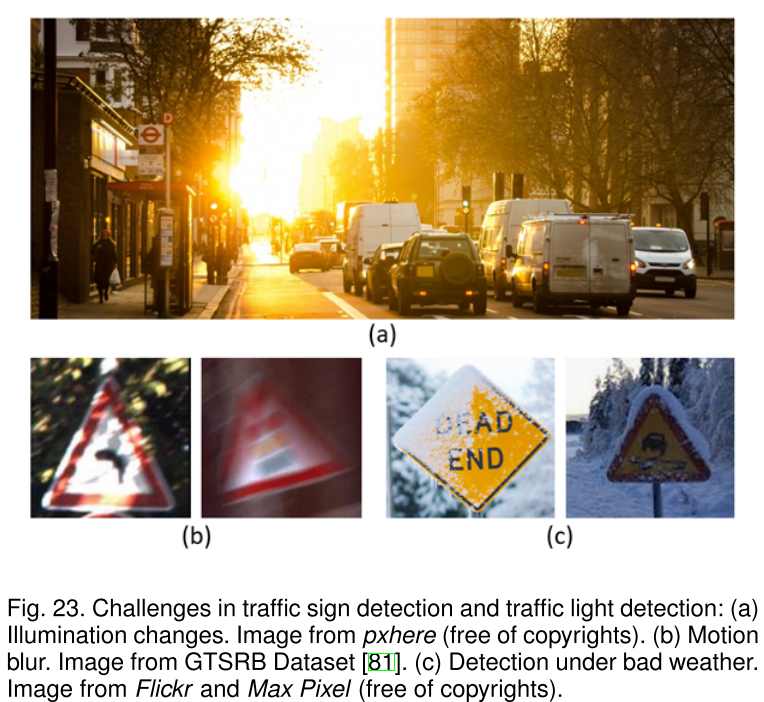 D
(a)
DEAD
END
(b)
(c)
Fig. 23. Challenges in traffic sign detection and traffic light detection: (a)
Illumination changes. Image from pxhere (free of copyrights). (b) Motion
blur. Image from GTSRB Dataset [81]. (c) Detection under bad weather.
Image from Flickr and Max Pixel (free of copyrights).